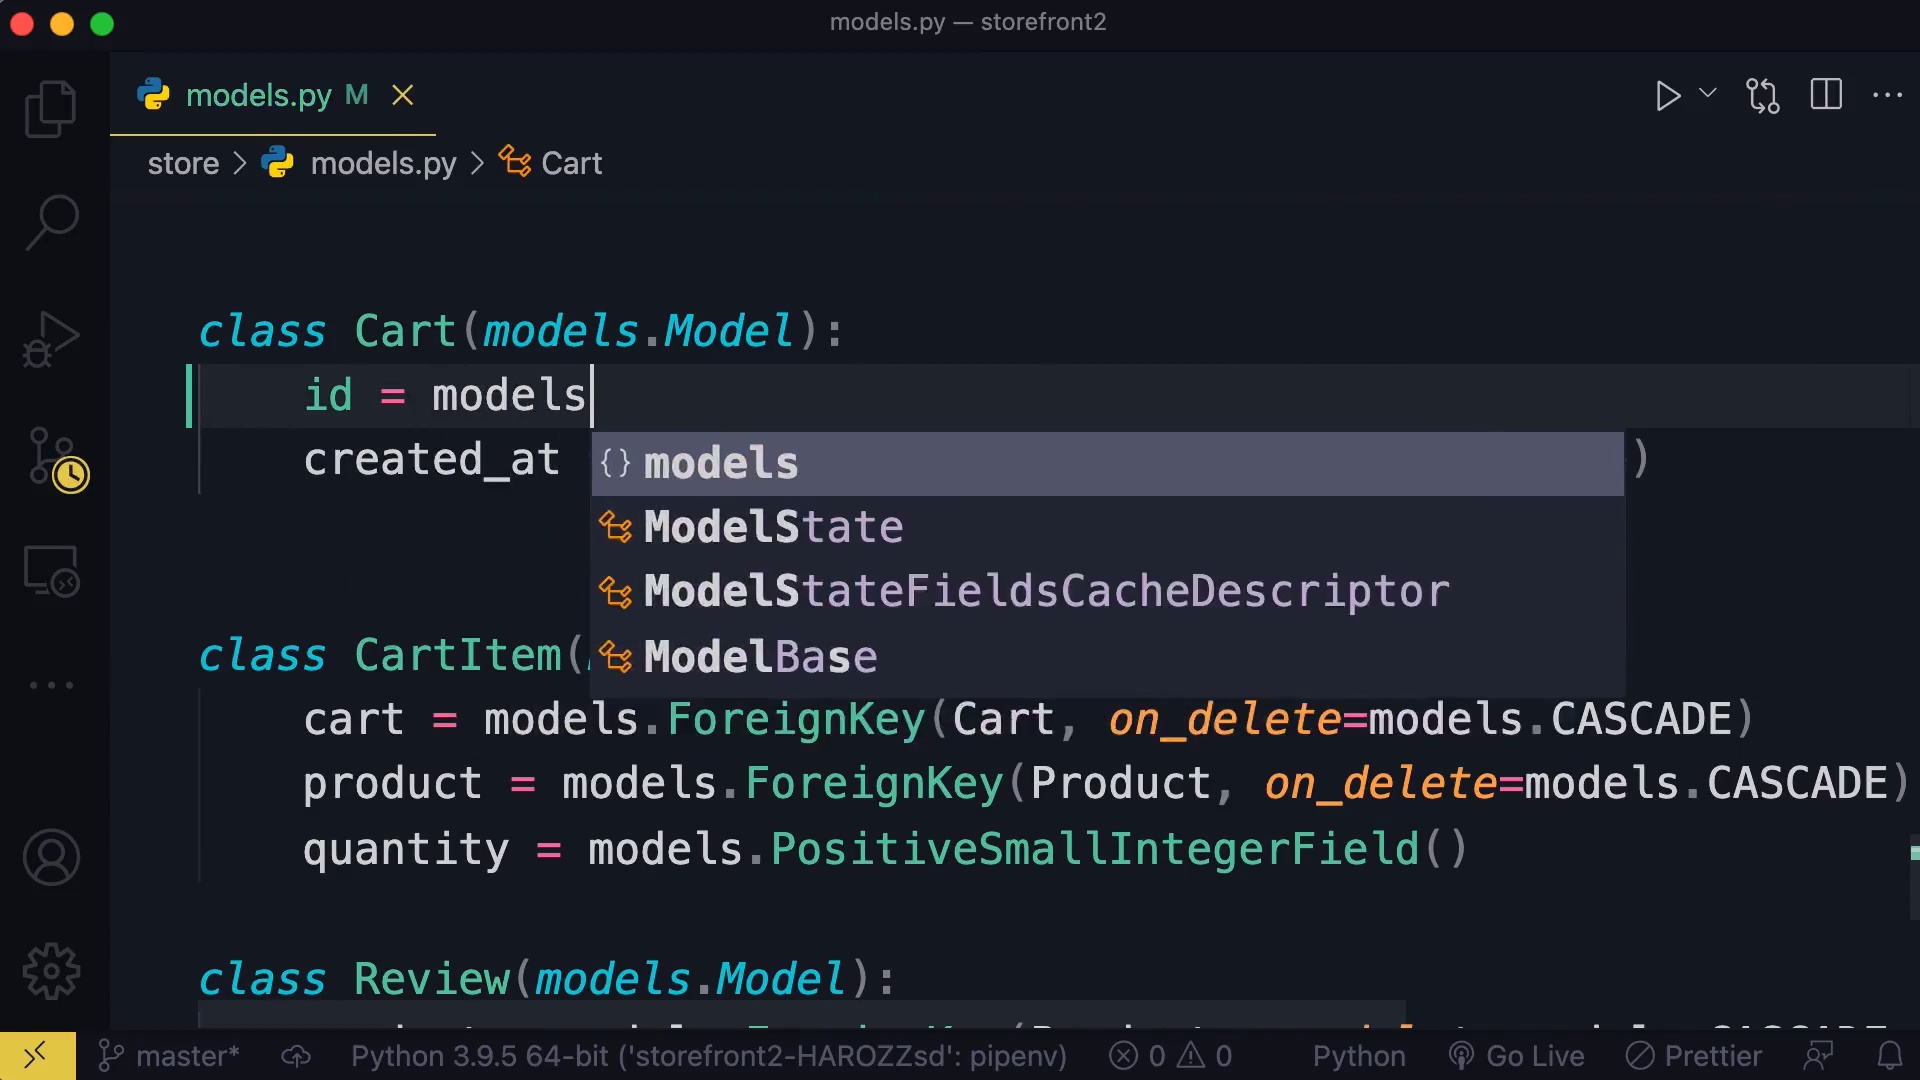 models.py — storefront2
models.py M
store > models.py > Cart
class Cart(models.Model):
id = models
created_at )
models
ModelState
ModelStateFieldsCacheDescriptor
ModelBase
class CartItem(
cart = models.ForeignKey(Cart, on_delete=models.CASCADE)
product = models.ForeignKey(Product, on_delete=models.CASCADE)
quantity = models.PositiveSmallIntegerField()
class Review(models.Model):
master* Python 3.9.5 64-bit ('storefront2-HAROZZsd': pipenv) 0 0 Python Go Live Prettier